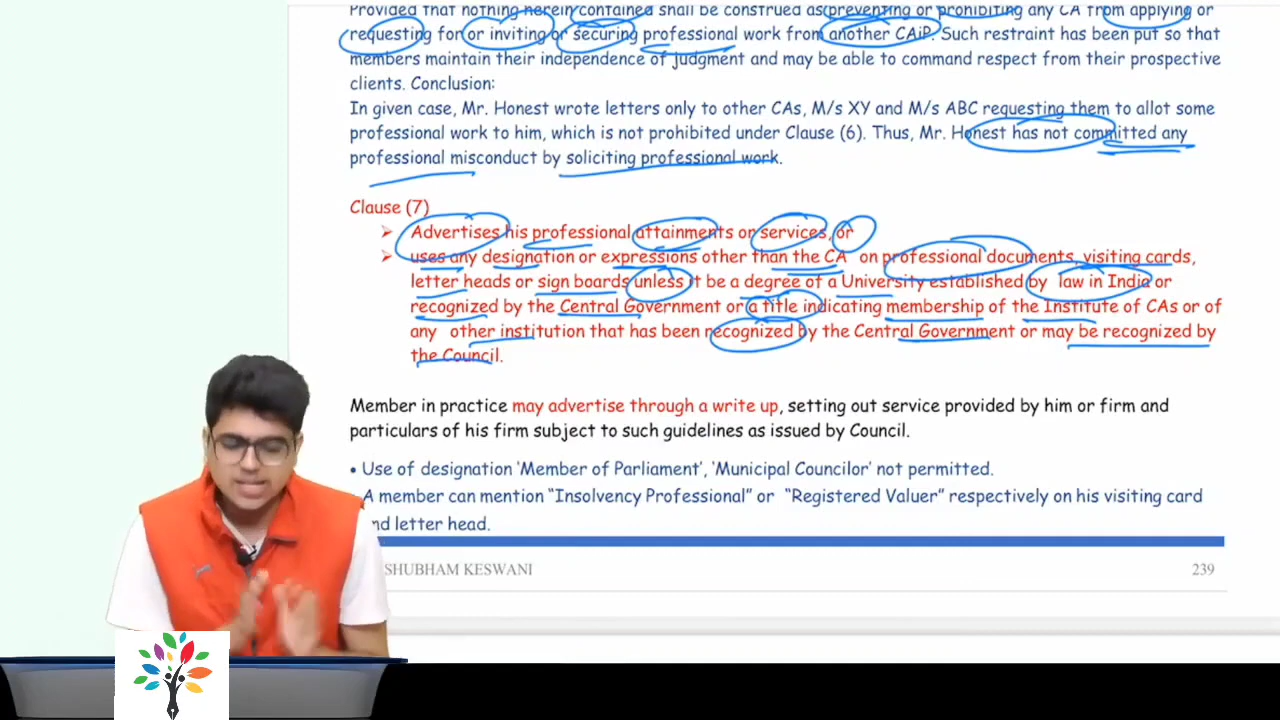 Provided that nothing herein contained shall be construed as preventing or prohibiting any CA from applying or
requesting for or inviting or securing professional work from another CAiP. Such restraint has been put so that
members maintain their independence of judgment and may be able to command respect from their prospective
clients. Conclusion:
In given case, Mr. Honest wrote letters only to other CAs, M/s XY and M/s ABC requesting them to allot some
professional work to him, which is not prohibited under Clause (6). Thus, Mr. Honest has not committed any
professional misconduct by soliciting professional work.
Clause (7)
➢ Advertises his professional attainments or services, or
➢ uses any designation or expressions other than the CA on professional documents, visiting cards,
letter heads or sign boards unless it be a degree of a University established by law in India or
recognized by the Central Government or a title indicating membership of the Institute of CAs or of
any other institution that has been recognized by the Central Government or may be recognized by
the Council.
Member in practice may advertise through a write up, setting out service provided by him or firm and
particulars of his firm subject to such guidelines as issued by Council.
• Use of designation ‘Member of Parliament’, ‘Municipal Councilor’ not permitted.
A member can mention “Insolvency Professional” or “Registered Valuer” respectively on his visiting card
nd letter head.
SHUBHAM KESWANI 239